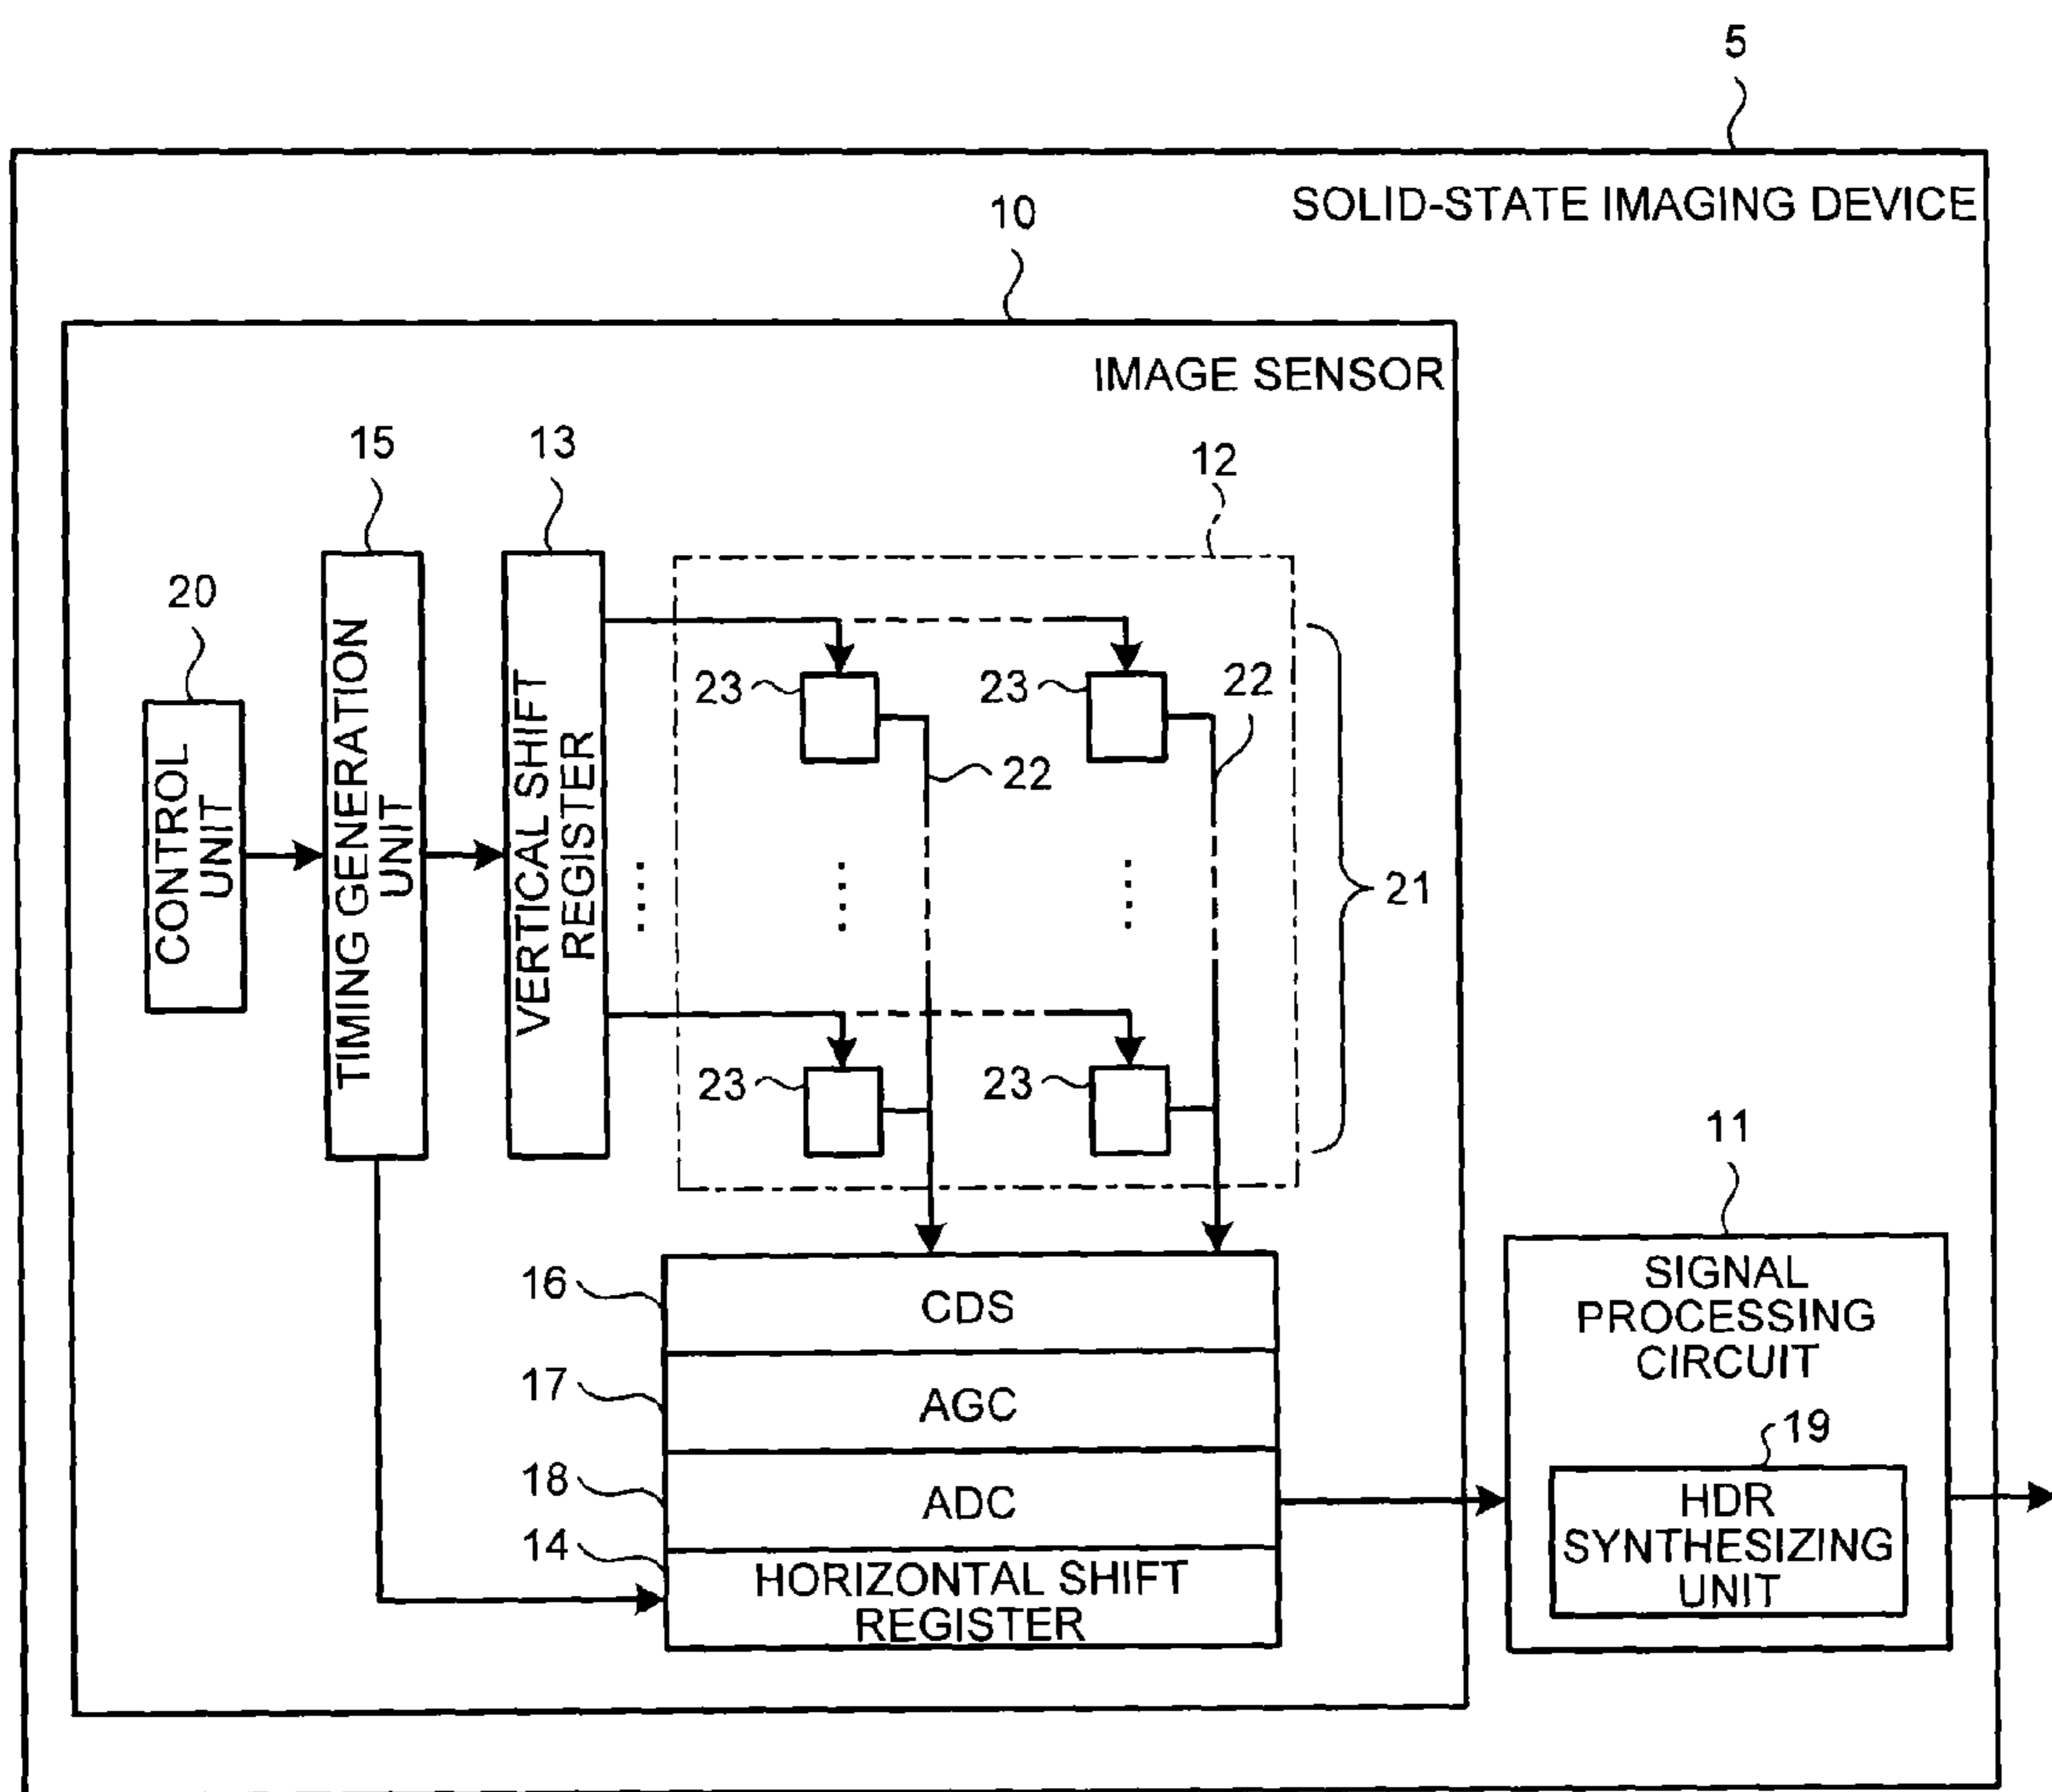 5
SOLID-STATE IMAGING DEVICE
10
IMAGE SENSOR
15
13
12
20
CONTROL
UNIT
TIMING GENERATION
UNIT
VERTICAL SHIFT
REGISTER
23
23
22
22
21
23
23
11
SIGNAL
PROCESSING
CIRCUIT
16
CDS
17
AGC
19
18
ADC
HDR
SYNTHESIZING
UNIT
14
HORIZONTAL SHIFT
REGISTER